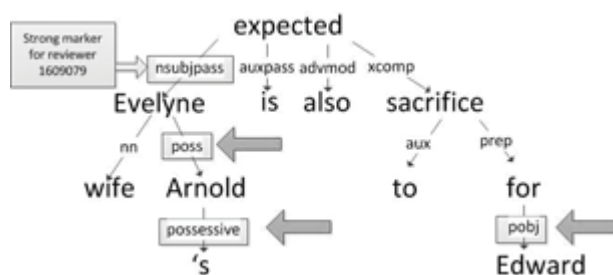 expected
Strong marker
for reviewer
1609079
nsubjpass auxpass advmod xcomp
Evelyne is also sacrifice
nn poss aux prep
wife Arnold to for
possessive pobj
's Edward